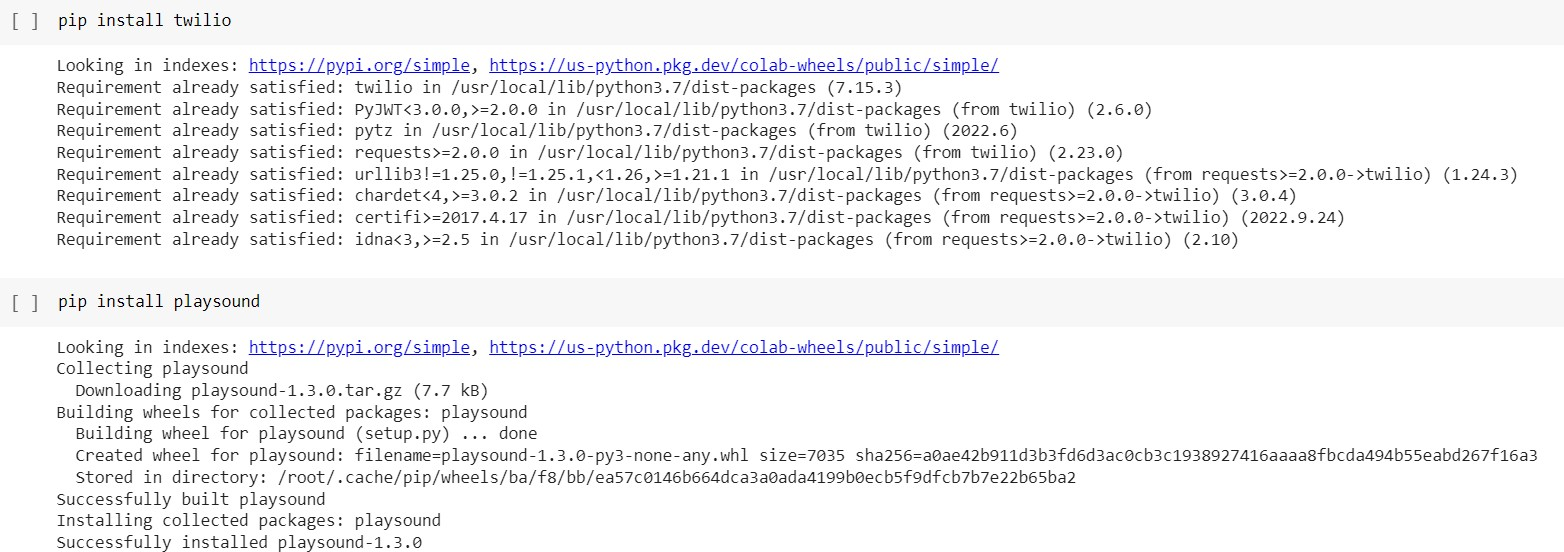 [ ] pip install twilio
Looking in indexes: https://pypi.org/simple, https://us-python.pkg.dev/colab-wheels/public/simple/
Requirement already satisfied: twilio in /usr/local/lib/python3.7/dist-packages (7.15.3)
Requirement already satisfied: PyJWT<3.0.0,>=2.0.0 in /usr/local/lib/python3.7/dist-packages (from twilio) (2.6.0)
Requirement already satisfied: pytz in /usr/local/lib/python3.7/dist-packages (from twilio) (2022.6)
Requirement already satisfied: requests>=2.0.0 in /usr/local/lib/python3.7/dist-packages (from twilio) (2.23.0)
Requirement already satisfied: urllib3!=1.25.0,!=1.25.1,<1.26,>=1.21.1 in /usr/local/lib/python3.7/dist-packages (from requests>=2.0.0->twilio) (1.24.3)
Requirement already satisfied: chardet<4,>=3.0.2 in /usr/local/lib/python3.7/dist-packages (from requests>=2.0.0->twilio) (3.0.4)
Requirement already satisfied: certifi>=2017.4.17 in /usr/local/lib/python3.7/dist-packages (from requests>=2.0.0->twilio) (2022.9.24)
Requirement already satisfied: idna<3,>=2.5 in /usr/local/lib/python3.7/dist-packages (from requests>=2.0.0->twilio) (2.10)
[ ] pip install playsound
Looking in indexes: https://pypi.org/simple, https://us-python.pkg.dev/colab-wheels/public/simple/
Collecting playsound
Downloading playsound-1.3.0.tar.gz (7.7 kB)
Building wheels for collected packages: playsound
Building wheel for playsound (setup.py) ... done
Created wheel for playsound: filename=playsound-1.3.0-py3-none-any.whl size=7035 sha256=a0ae42b911d3b3fd6d3ac0cb3c1938927416aaaa8fbcda494b55eabd267f16a3
Stored in directory: /root/.cache/pip/wheels/ba/f8/bb/ea57c0146b664dca3a0ada4199b0ecb5f9dfcb7b7e22b65ba2
Successfully built playsound
Installing collected packages: playsound
Successfully installed playsound-1.3.0